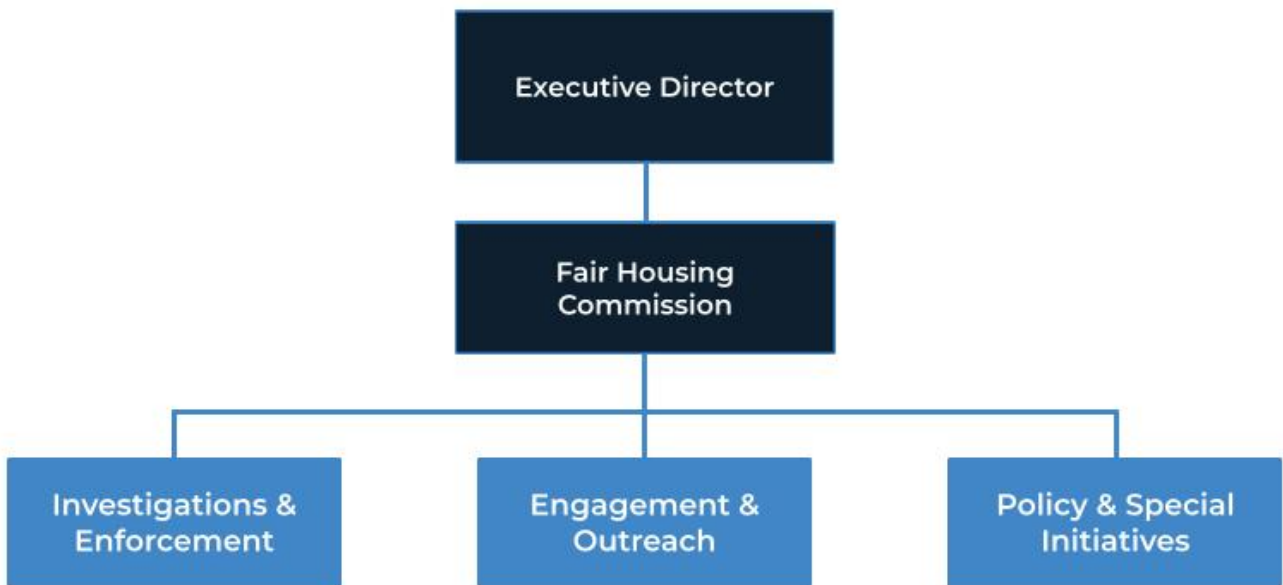 Executive Director
Fair Housing
Commission
Investigations &
Enforcement
Engagement &
Outreach
Policy & Special
Initiatives